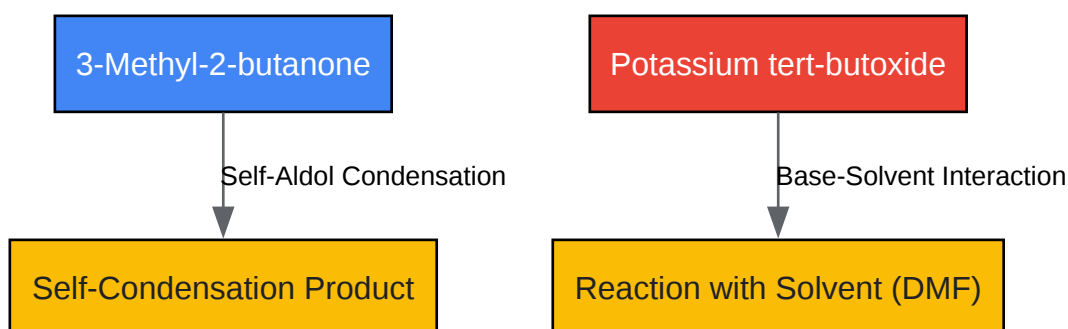 3-Methyl-2-butanone
Potassium tert-butoxide
Self-Aldol Condensation
Base-Solvent Interaction
Self-Condensation Product
Reaction with Solvent (DMF)